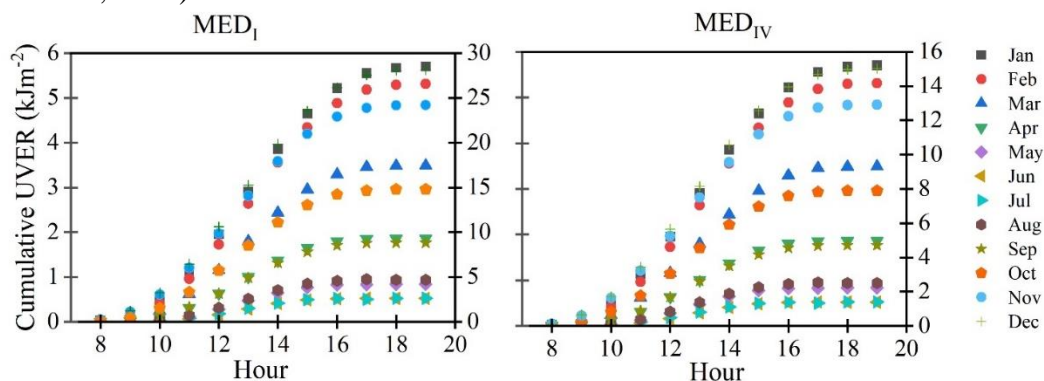 MED_I
MED_IV
Cumulative UVER (kJm⁻²)
6
5
4
3
2
1
0
30
25
20
15
10
5
0
8 10 12 14 16 18 20
Hour
16
14
12
10
8
6
4
2
0
8 10 12 14 16 18 20
Hour
Jan
Feb
Mar
Apr
May
Jun
Jul
Aug
Sep
Oct
Nov
Dec